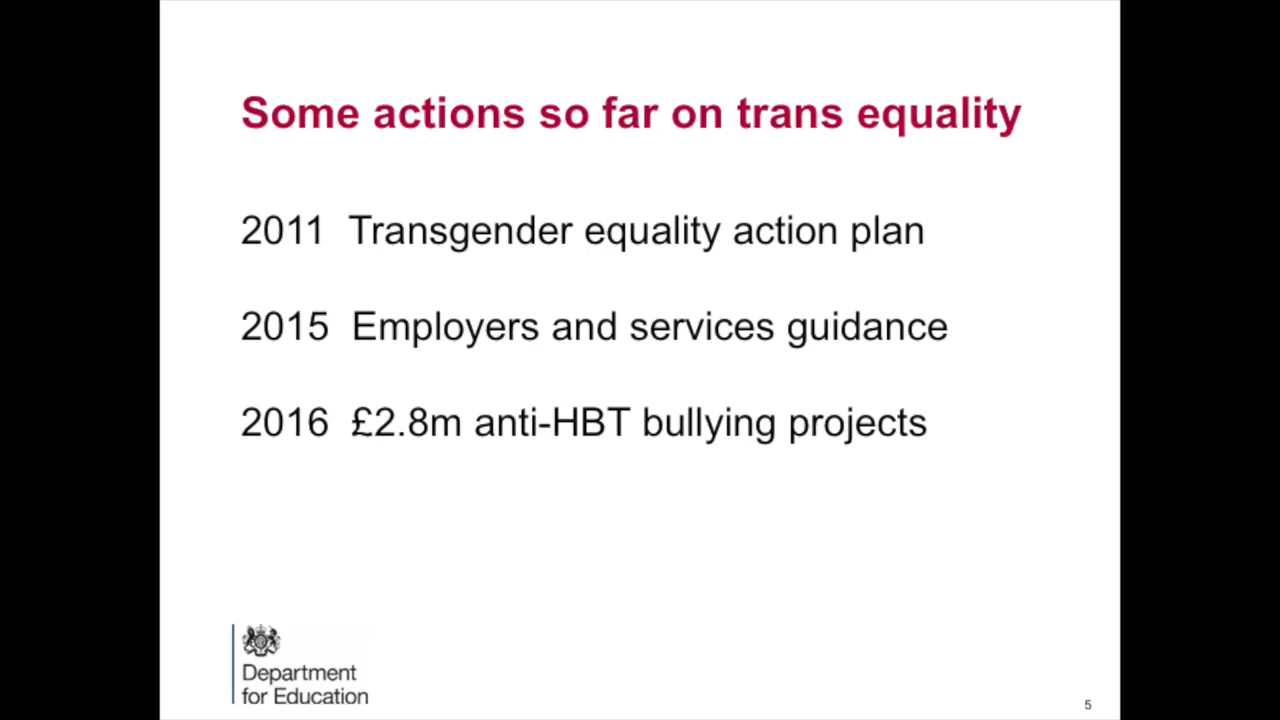 Some actions so far on trans equality
2011 Transgender equality action plan
2015 Employers and services guidance
2016 £2.8m anti-HBT bullying projects
Department
for Education
5